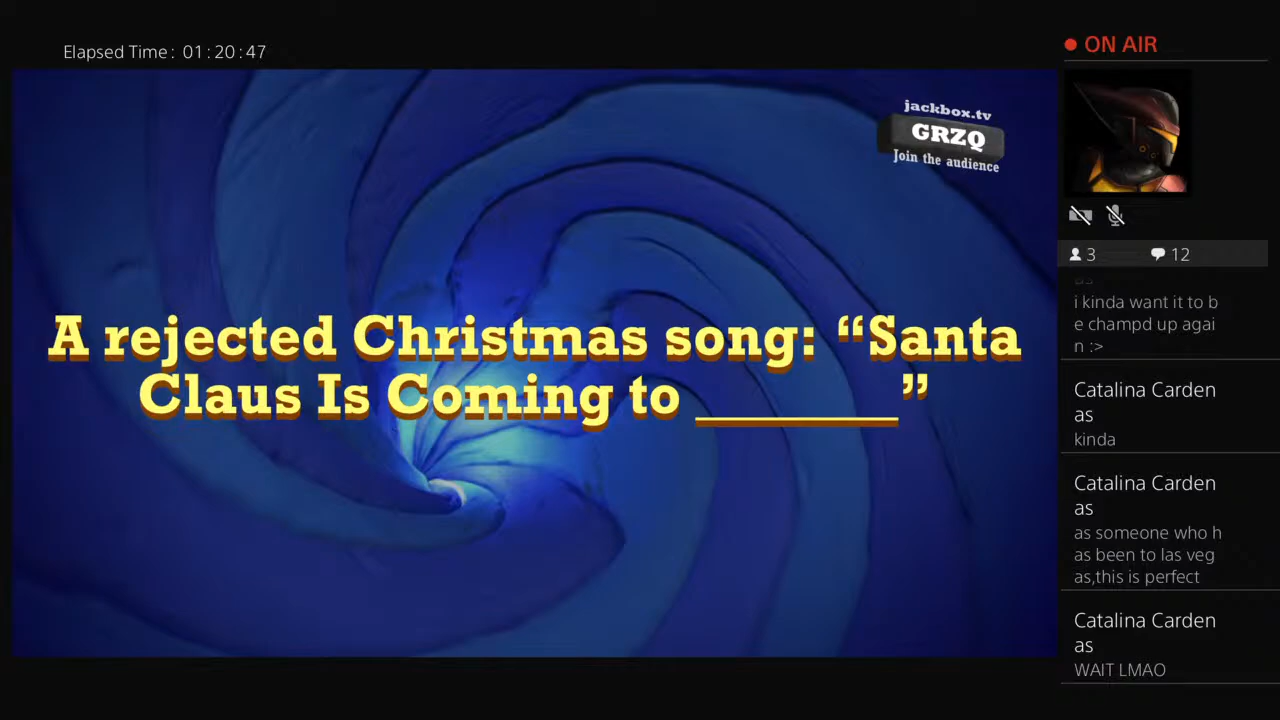 Elapsed Time: 01:20:47
ON AIR
jackbox.tv
GRZQ
Join the audience
A rejected Christmas song: “Santa
Claus Is Coming to ______”
3
12
i kinda want it to b
e champd up agai
n :>
Catalina Carden
as
kinda
Catalina Carden
as
as someone who h
as been to las veg
as,this is perfect
Catalina Carden
as
WAIT LMAO